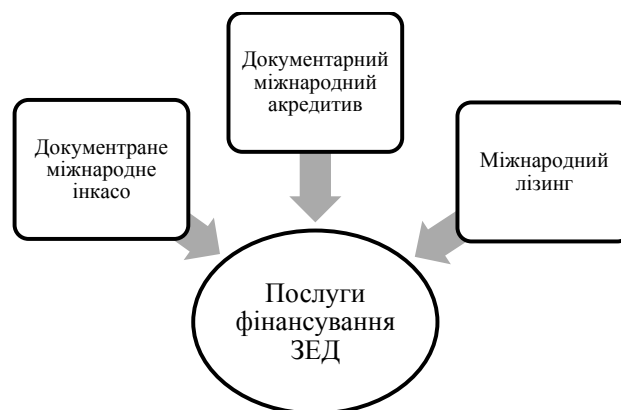 Документарний
міжнародний
акредитив
Документране
міжнародне
інкасо
Міжнародний
лізинг
Послуги
фінансування
ЗЕД